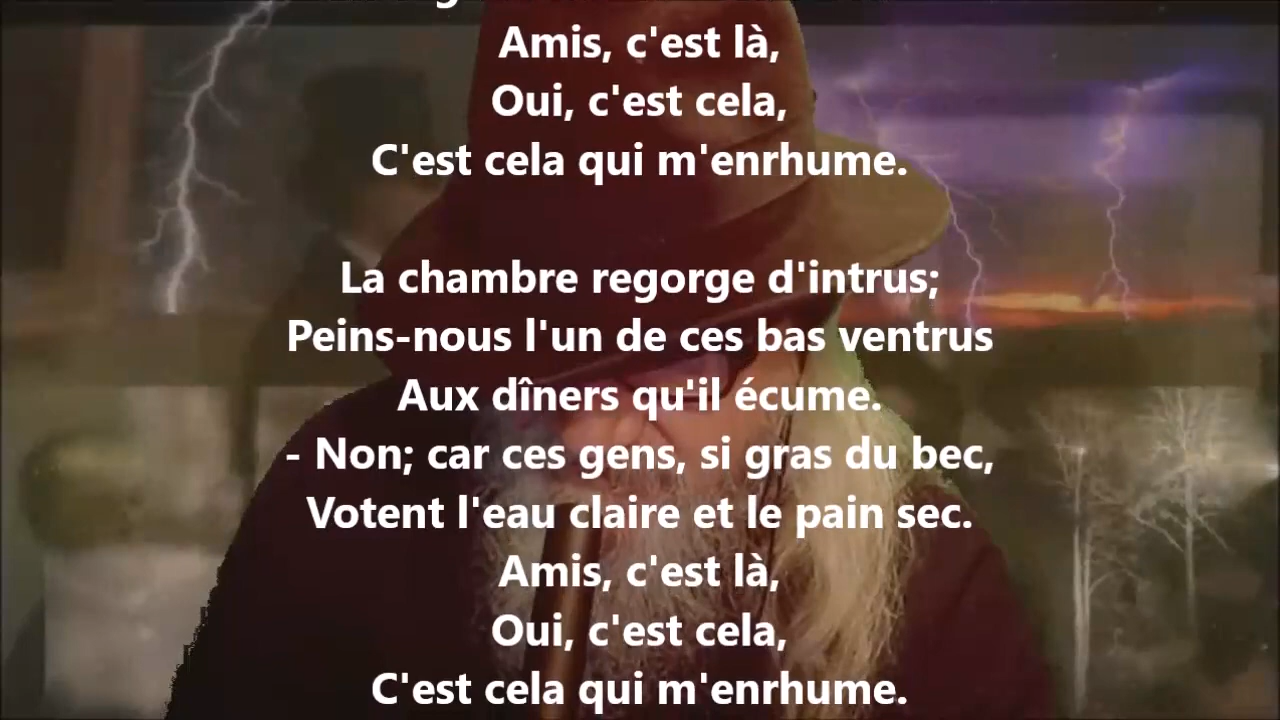 Amis, c'est là,
Oui, c'est cela,
C'est cela qui m'enrhume.
La chambre regorge d'intrus;
Peins-nous l'un de ces bas ventrus
Aux dîners qu'il écume.
- Non; car ces gens, si gras du bec,
Votent l'eau claire et le pain sec.
Amis, c'est là,
Oui, c'est cela,
C'est cela qui m'enrhume.